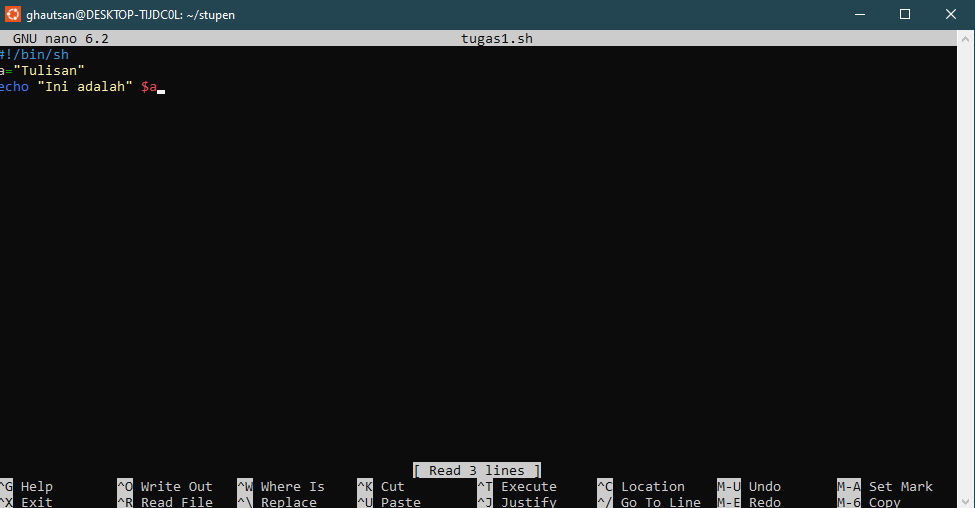 ghautsan@DESKTOP-TIJDC0L: ~/stupen
GNU nano 6.2 tugas1.sh
#!/bin/sh
a="Tulisan"
echo "Ini adalah" $a
[ Read 3 lines ]
^G Help ^O Write Out ^W Where Is ^K Cut ^T Execute ^C Location M-U Undo M-A Set Mark
^X Exit ^R Read File ^\ Replace ^U Paste ^J Justify ^/ Go To Line M-E Redo M-6 Copy